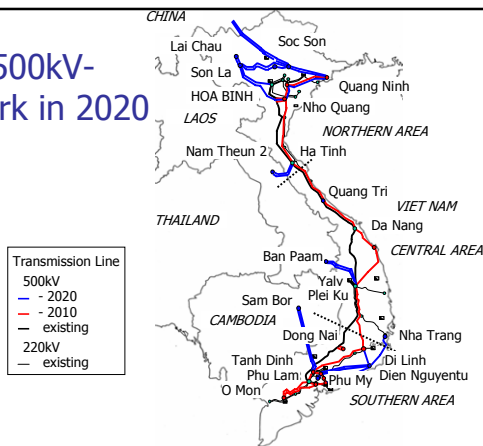 500kV-
rk in 2020
CHINA
Lai Chau
Soc Son
Son La
Quang Ninh
HOA BINH
Nho Quang
LAOS
NORTHERN AREA
Nam Theun 2
Ha Tinh
Quang Tri
VIET NAM
THAILAND
Da Nang
CENTRAL AREA
Ban Paam
Transmission Line
500kV
- 2020
- 2010
existing
220kV
existing
Yalv
Plei Ku
Sam Bor
CAMBODIA
Dong Nai
Nha Trang
Tanh Dinh
Di Linh
Phu Lam
Phu My
Dien Nguyentu
O Mon
SOUTHERN AREA